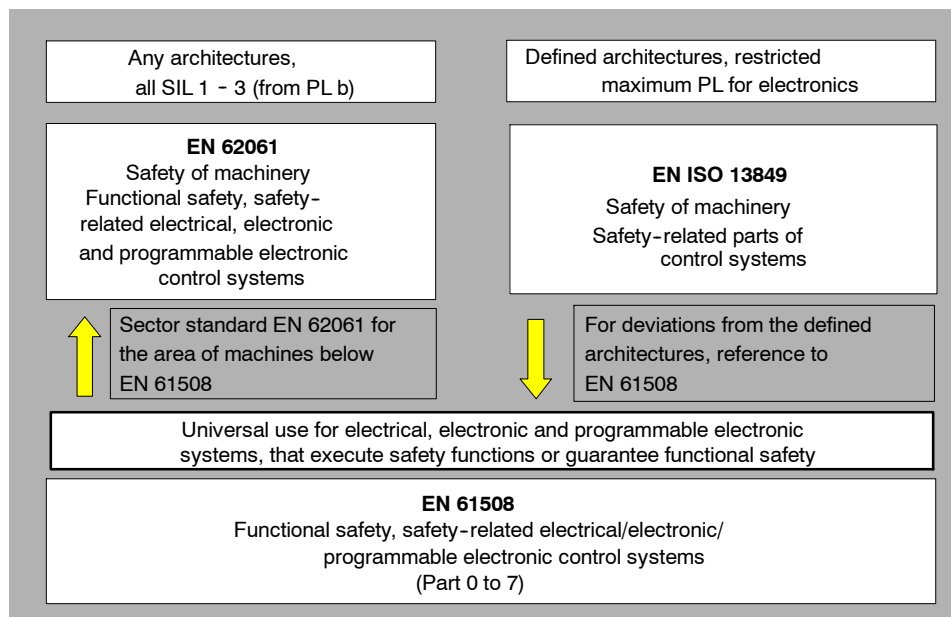 Any architectures,
all SIL 1 - 3 (from PL b)
Defined architectures, restricted
maximum PL for electronics
EN 62061
Safety of machinery
Functional safety, safety-
related electrical, electronic
and programmable electronic
control systems
EN ISO 13849
Safety of machinery
Safety-related parts of
control systems
Sector standard EN 62061 for
the area of machines below
EN 61508
For deviations from the defined
architectures, reference to
EN 61508
Universal use for electrical, electronic and programmable electronic
systems, that execute safety functions or guarantee functional safety
EN 61508
Functional safety, safety-related electrical/electronic/
programmable electronic control systems
(Part 0 to 7)